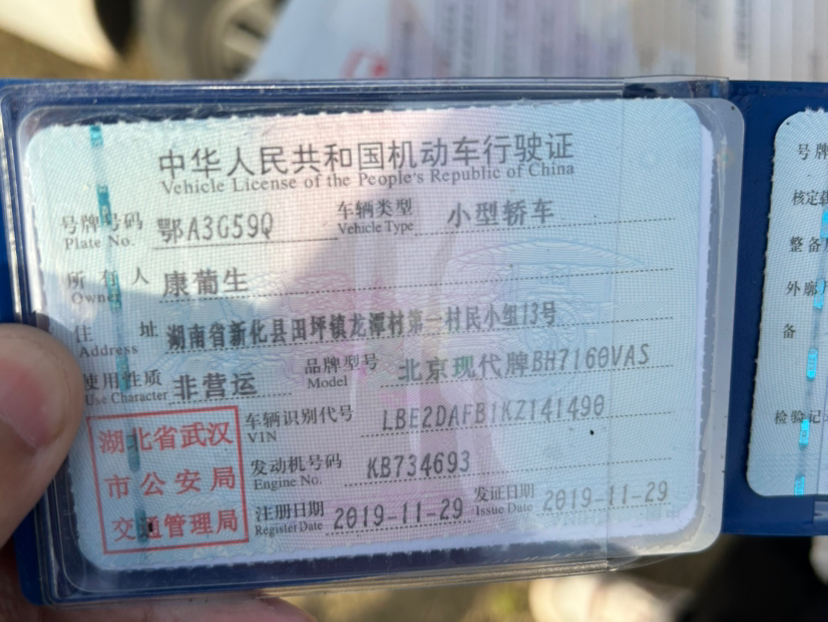 中华人民共和国机动车行驶证
Vehicle License of the People's Republic of China
号牌号码 鄂A3G59Q 车辆类型 小型轿车
Plate No. Vehicle Type
所有人 康葡生
Owner
住址 湖南省新化县田坪镇龙潭村第一村民小组13号
Address
使用性质 非营运 品牌型号 北京现代牌BH7160VAS
Use Character Model
湖北省武汉市公安局交通管理局
车辆识别代号 LBE2DAFB1KZ141490
VIN
发动机号码 KB734693
Engine No.
注册日期 2019-11-29 发证日期 2019-11-29
Register Date Issue Date
号牌
核定载
整备
外廓
备
检验记